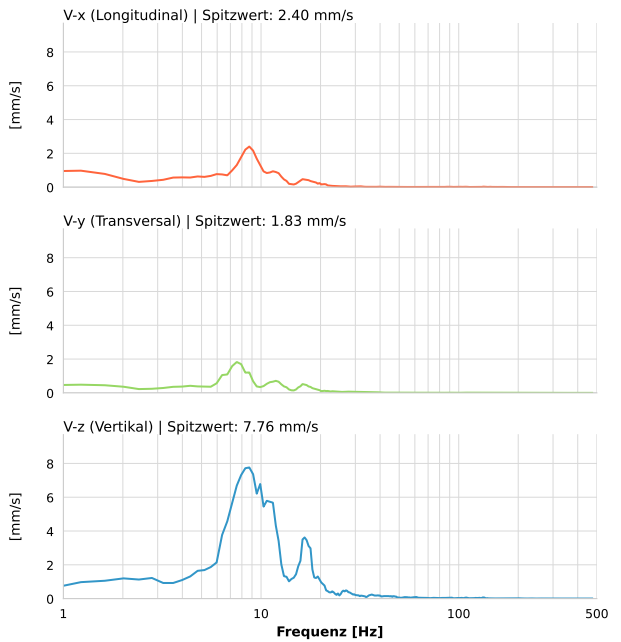 V-x (Longitudinal) | Spitzwert: 2.40 mm/s
[mm/s]
8
6
4
2
0
V-y (Transversal) | Spitzwert: 1.83 mm/s
[mm/s]
8
6
4
2
0
V-z (Vertikal) | Spitzwert: 7.76 mm/s
[mm/s]
8
6
4
2
0
1 10 100 500
Frequenz [Hz]